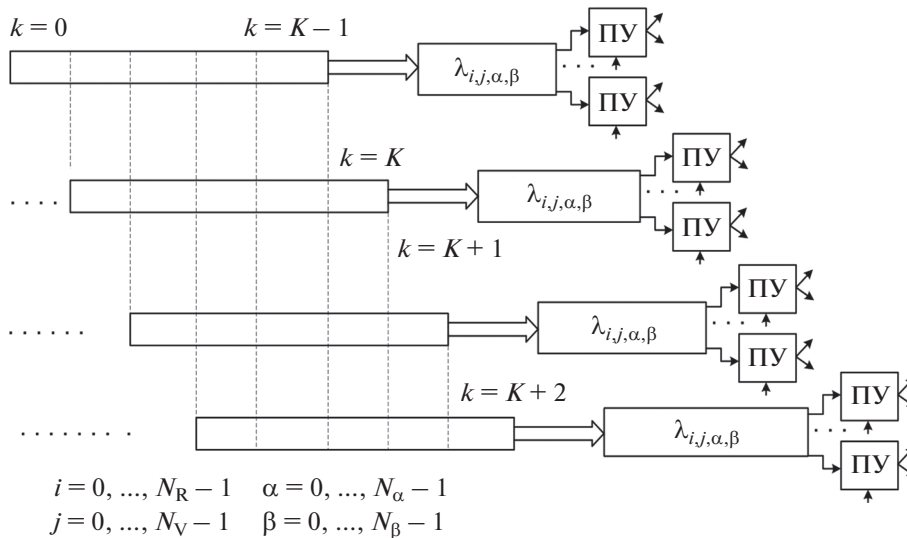 k = 0 k = K – 1
ПУ
λi,j,α,β
. . .
ПУ
k = K
ПУ
. . . . λi,j,α,β
. . .
ПУ
k = K + 1
ПУ
. . . . . . λi,j,α,β
. . .
ПУ
k = K + 2
ПУ
. . . . . . . . λi,j,α,β
. . .
ПУ
i = 0, ..., NR – 1 α = 0, ..., Nα – 1
j = 0, ..., NV – 1 β = 0, ..., Nβ – 1